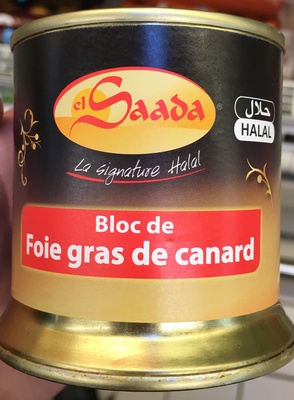 el Saada
حلال
HALAL
La signature Halal
Bloc de
Foie gras de canard